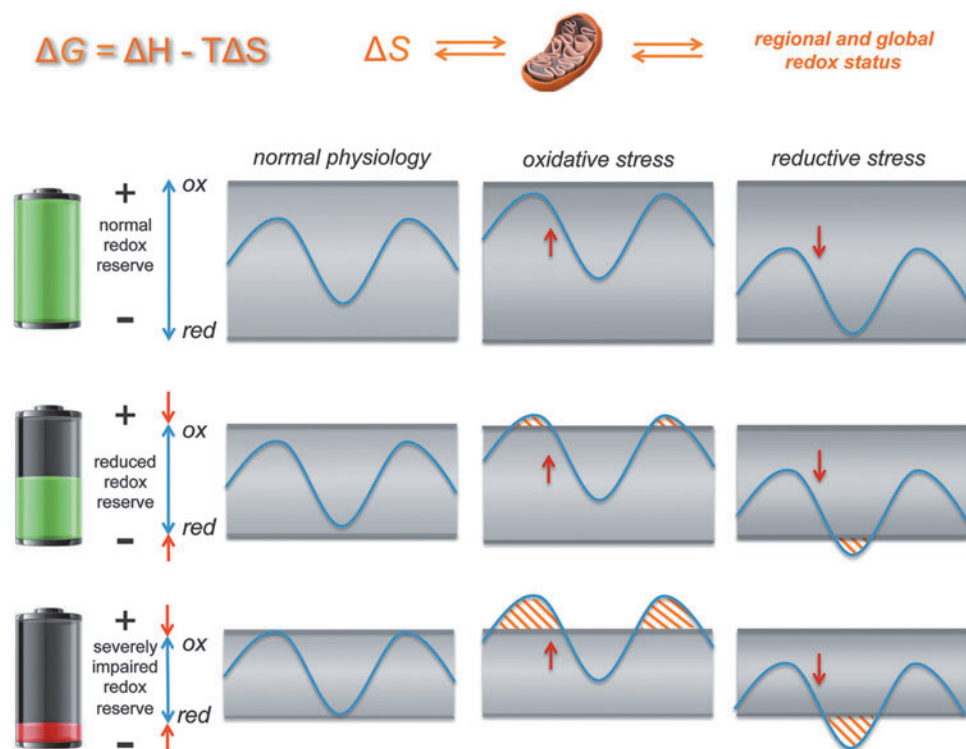 ΔG = ΔH - TΔS
ΔS
regional and global
redox status
normal physiology
oxidative stress
reductive stress
+
normal
redox
reserve
-
ox
red
+
reduced
redox
reserve
-
ox
red
+
severely
impaired
redox
reserve
-
ox
red